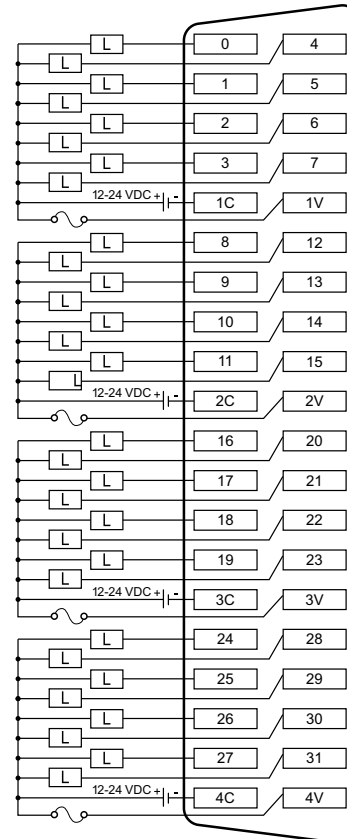 L 0 4
L
L 1 5
L
L 2 6
L
L 3 7
L
12-24 VDC + - 1C 1V
L 8 12
L
L 9 13
L
L 10 14
L
L 11 15
L
12-24 VDC + - 2C 2V
L 16 20
L
L 17 21
L
L 18 22
L
L 19 23
L
12-24 VDC + - 3C 3V
L 24 28
L
L 25 29
L
L 26 30
L
L 27 31
L
12-24 VDC + - 4C 4V